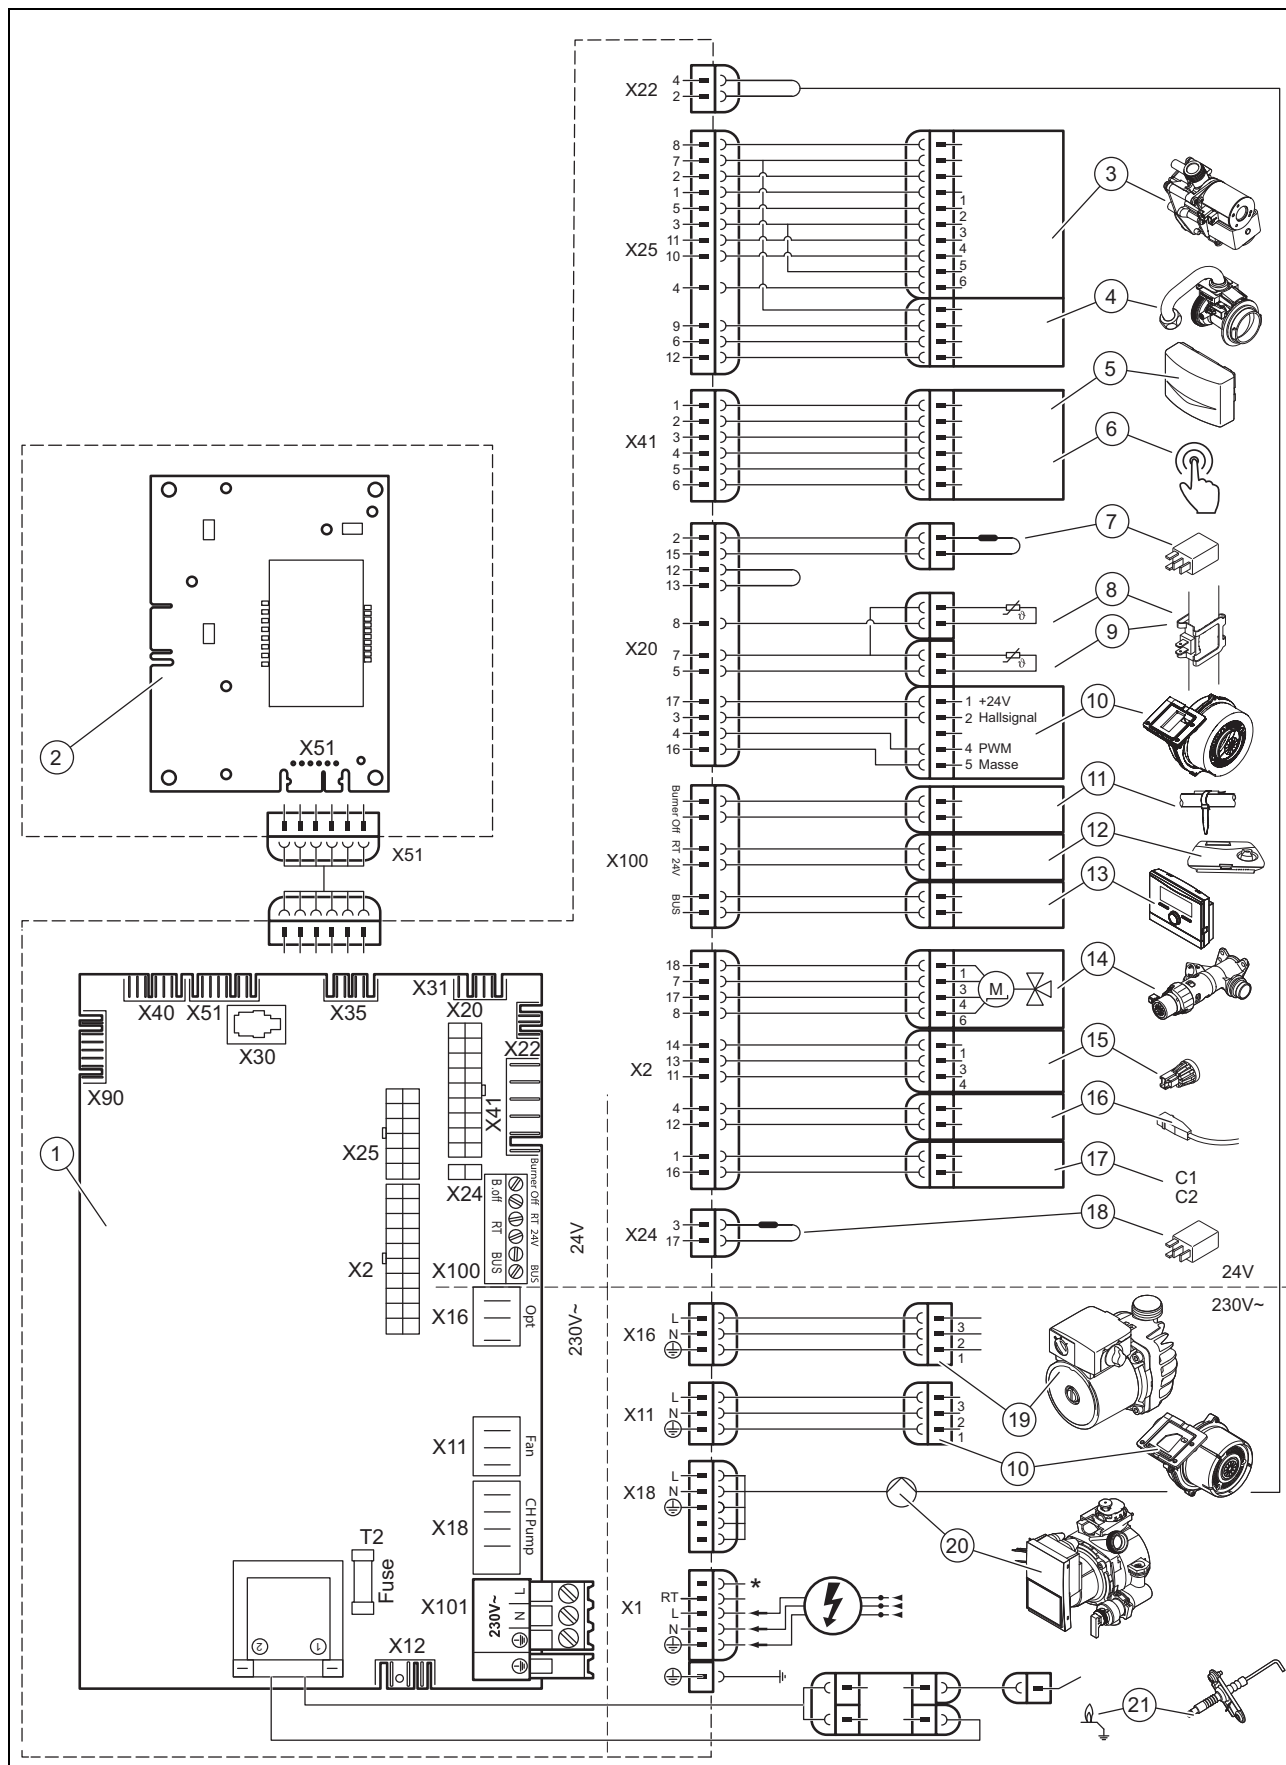 X22
4
2
X25
8
7
2
1
5
3
11
10
4
9
6
12
1
2
3
4
5
6
3
4
X41
1
2
3
4
5
6
5
6
X20
2
15
12
13
8
7
5
17
3
4
16
7
ϑ
8
ϑ
9
1 +24V
2 Hallsignal
4 PWM
5 Masse
10
X100
Burner Off
RT 24V
BUS
11
12
13
X2
18
7
17
8
14
13
11
4
12
1
16
1
3
4
6
M
14
1
3
4
15
16
17
C1
C2
X24
3
17
18
24V
230V~
X16
L
N
3
2
1
19
X11
L
N
3
2
1
10
X18
L
N
20
X1
*
RT
L
N
21
2
X51
X51
X40
X51
X35
X31
X20
X30
X22
X90
X41
1
X25
X24
Burner Off
B.off
RT
RT 24V
BUS
BUS
24V
X2
X100
X16
Opt
230V~
X11
Fan
X18
CH Pump
T2
Fuse
X101
230V~
L
N
X12
2
1